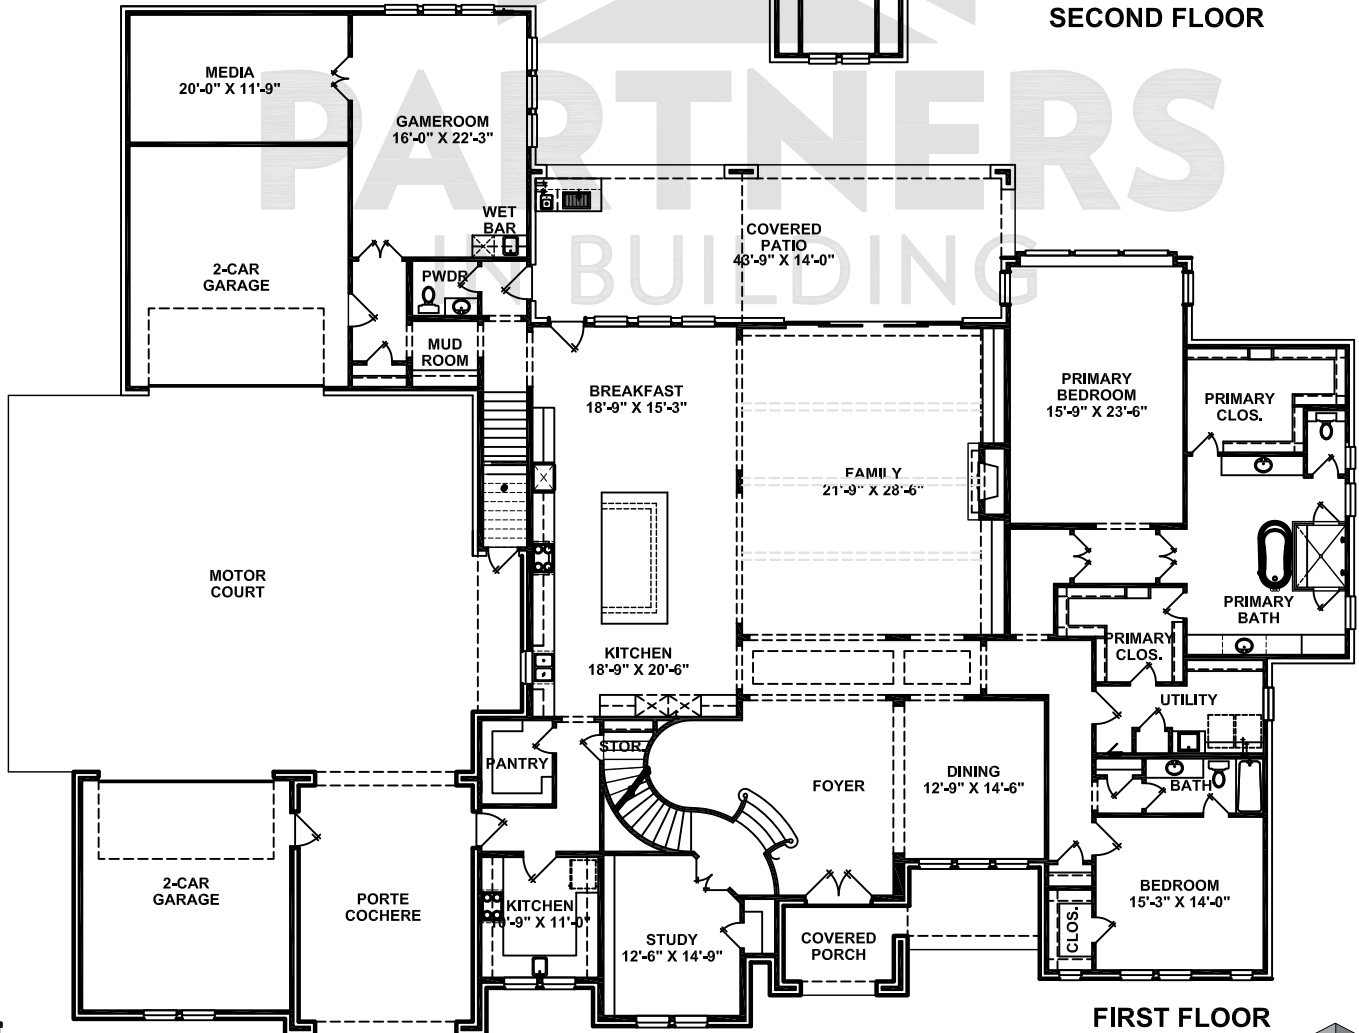 SECOND FLOOR
PARTNERS
IN BUILDING
MEDIA
20'-0" X 11'-9"
GAMEROOM
16'-0" X 22'-3"
WET
BAR
COVERED
PATIO
43'-9" X 14'-0"
2-CAR
GARAGE
PWDR
MUD
ROOM
BREAKFAST
18'-9" X 15'-3"
PRIMARY
BEDROOM
15'-9" X 23'-6"
PRIMARY
CLOS.
FAMILY
21'-9" X 28'-6"
MOTOR
COURT
PRIMARY
BATH
PRIMARY
CLOS.
KITCHEN
18'-9" X 20'-6"
UTILITY
STOR.
PANTRY
FOYER
DINING
12'-9" X 14'-6"
BATH
2-CAR
GARAGE
PORTE
COCHERE
KITCHEN
10'-9" X 11'-0"
STUDY
12'-6" X 14'-9"
COVERED
PORCH
CLOS.
BEDROOM
15'-3" X 14'-0"
FIRST FLOOR